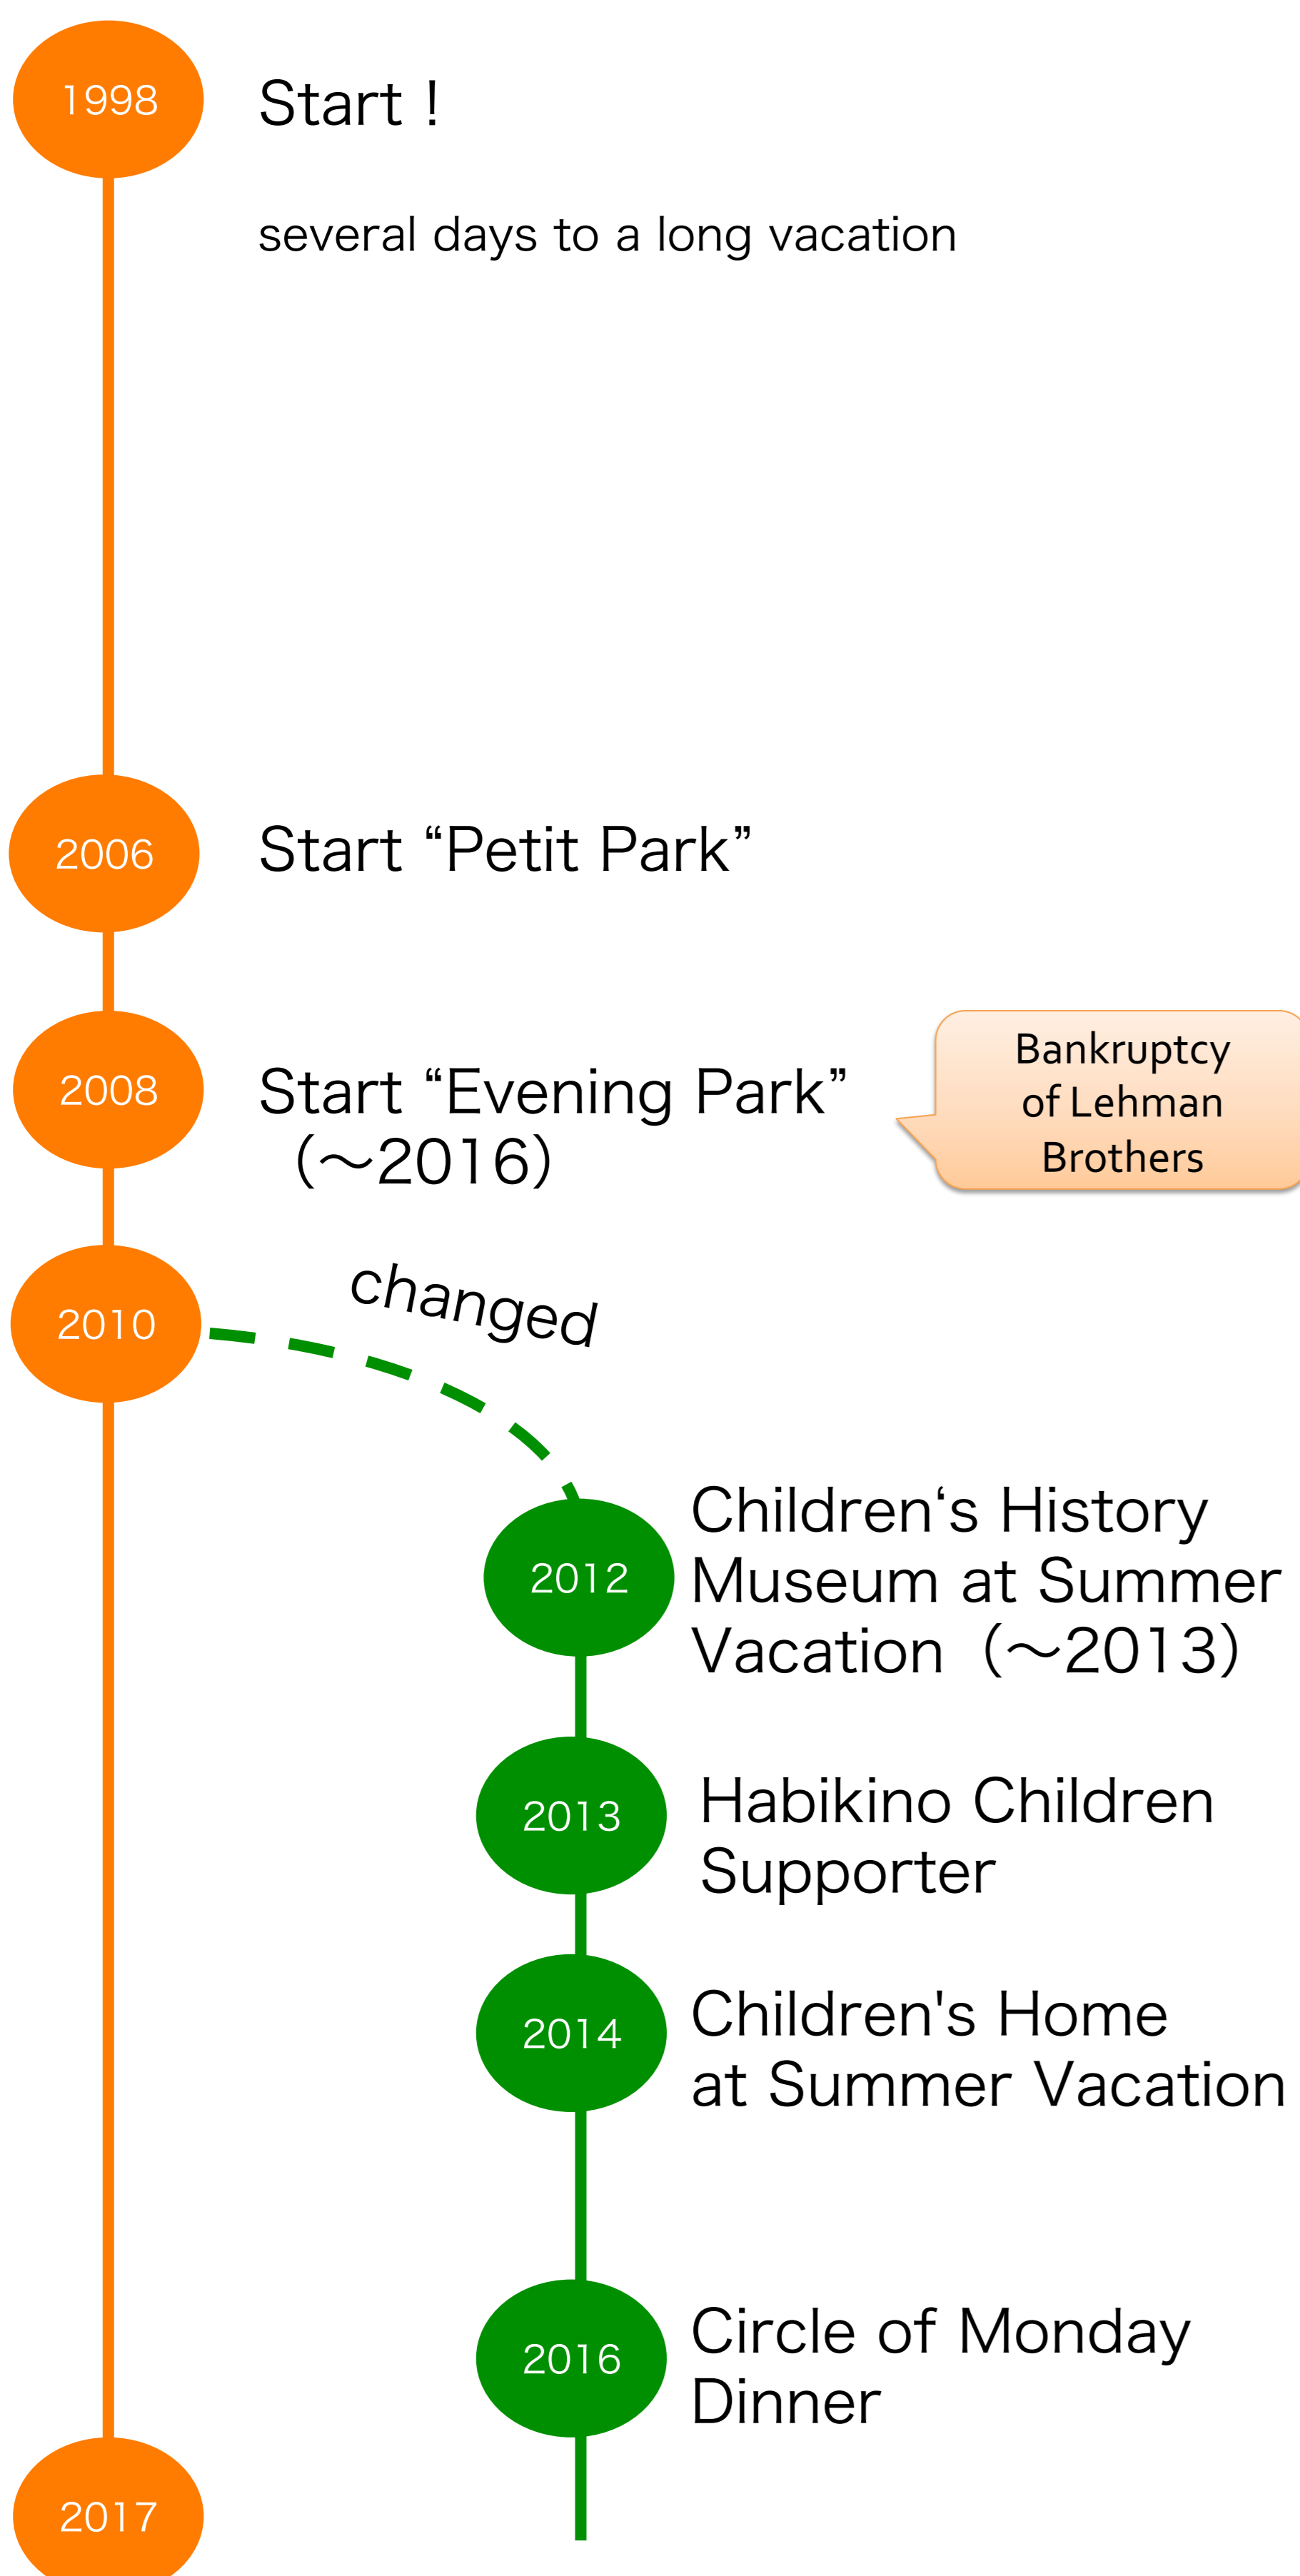 1998
Start !
several days to a long vacation
2006
Start “Petit Park”
2008
Start “Evening Park”
（～2016）
Bankruptcy
of Lehman
Brothers
2010
changed
2012
Children‘s History
Museum at Summer
Vacation（～2013）
2013
Habikino Children
Supporter
2014
Children's Home
at Summer Vacation
2016
Circle of Monday
Dinner
2017